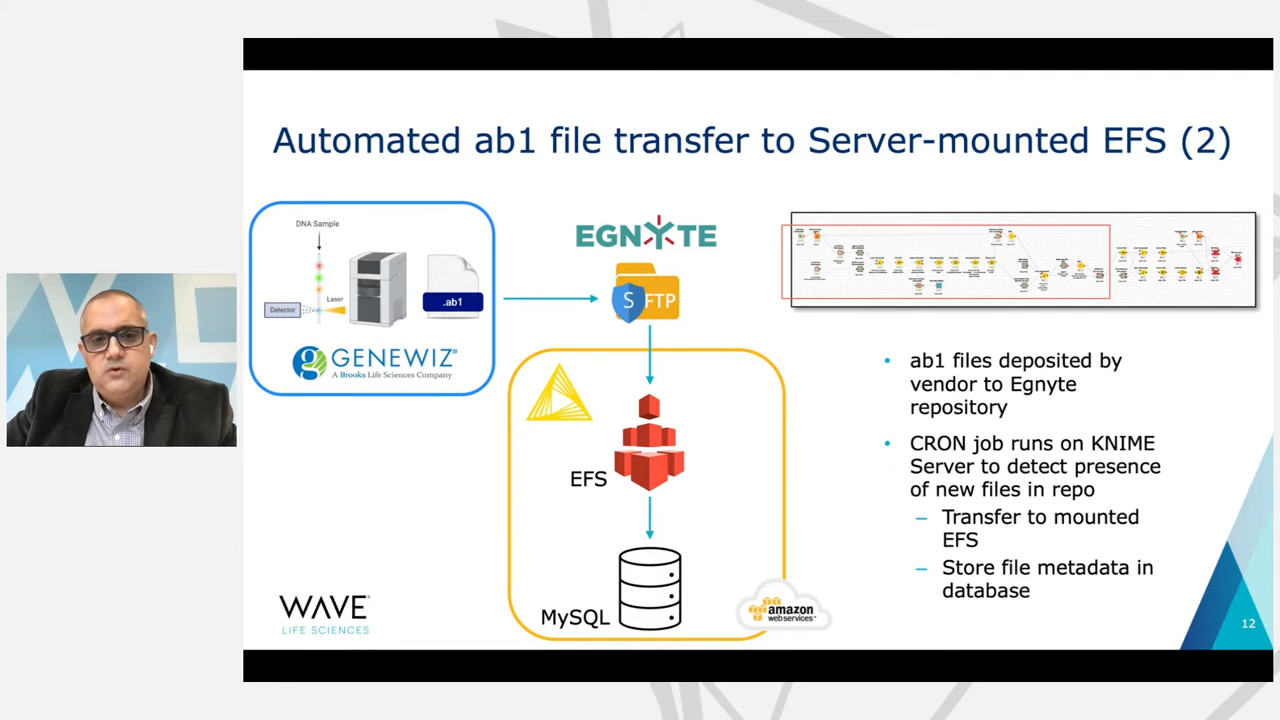 Automated ab1 file transfer to Server-mounted EFS (2)
DNA Sample
Laser
Detector
.ab1
g GENEWIZ®
A Brooks Life Sciences Company
EGNYTE
SFTP
EFS
MySQL
amazon
web services™
ab1 files deposited by
vendor to Egnyte
repository
CRON job runs on KNIME
Server to detect presence
of new files in repo
– Transfer to mounted
EFS
– Store file metadata in
database
WAVE®
LIFE SCIENCES
12